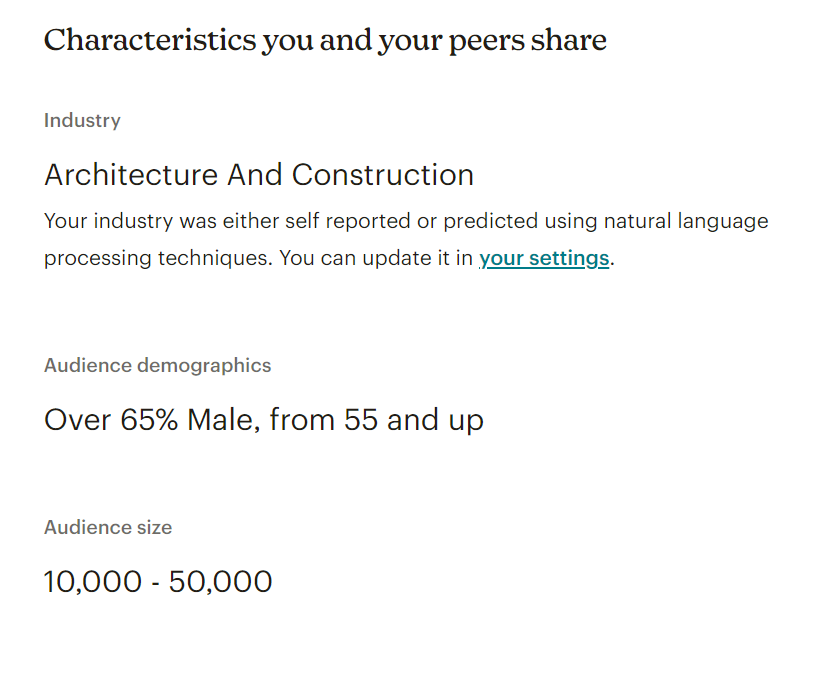 Characteristics you and your peers share
Industry
Architecture And Construction
Your industry was either self reported or predicted using natural language
processing techniques. You can update it in your settings.
Audience demographics
Over 65% Male, from 55 and up
Audience size
10,000 - 50,000